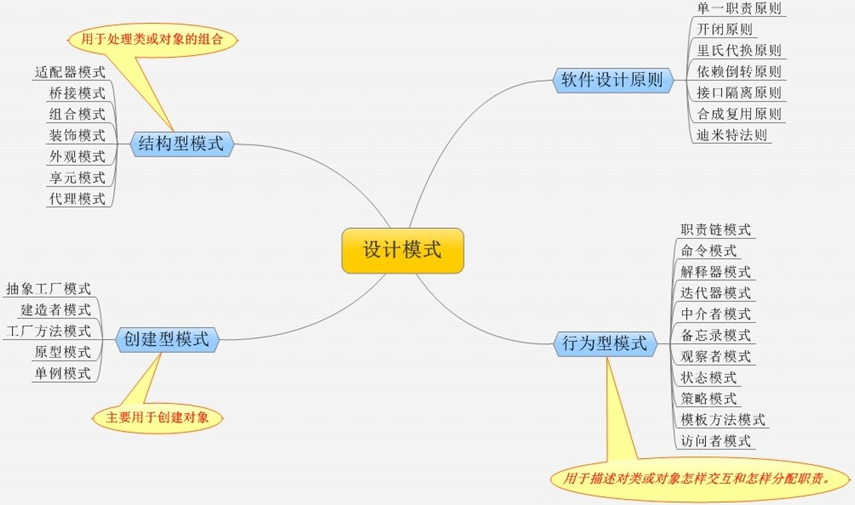 用于处理类或对象的组合
适配器模式
桥接模式
组合模式
装饰模式
外观模式
享元模式
代理模式
结构型模式
单一职责原则
开闭原则
里氏代换原则
依赖倒转原则
接口隔离原则
合成复用原则
迪米特法则
软件设计原则
设计模式
抽象工厂模式
建造者模式
工厂方法模式
原型模式
单例模式
创建型模式
主要用于创建对象
职责链模式
命令模式
解释器模式
迭代器模式
中介者模式
备忘录模式
观察者模式
状态模式
策略模式
模板方法模式
访问者模式
行为型模式
用于描述对类或对象怎样交互和怎样分配职责。